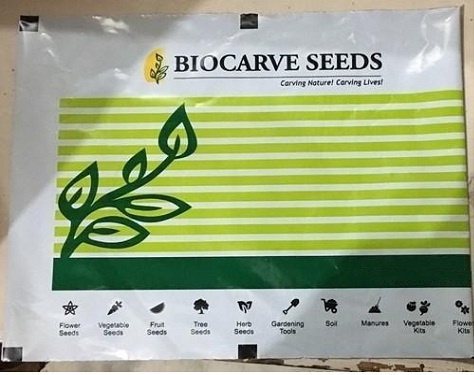 BIOCARVE SEEDS
Carving Nature! Carving Lives!
Flower Seeds
Vegetable Seeds
Fruit Seeds
Tree Seeds
Herb Seeds
Gardening Tools
Soil
Manures
Vegetable Kits
Flower Kits